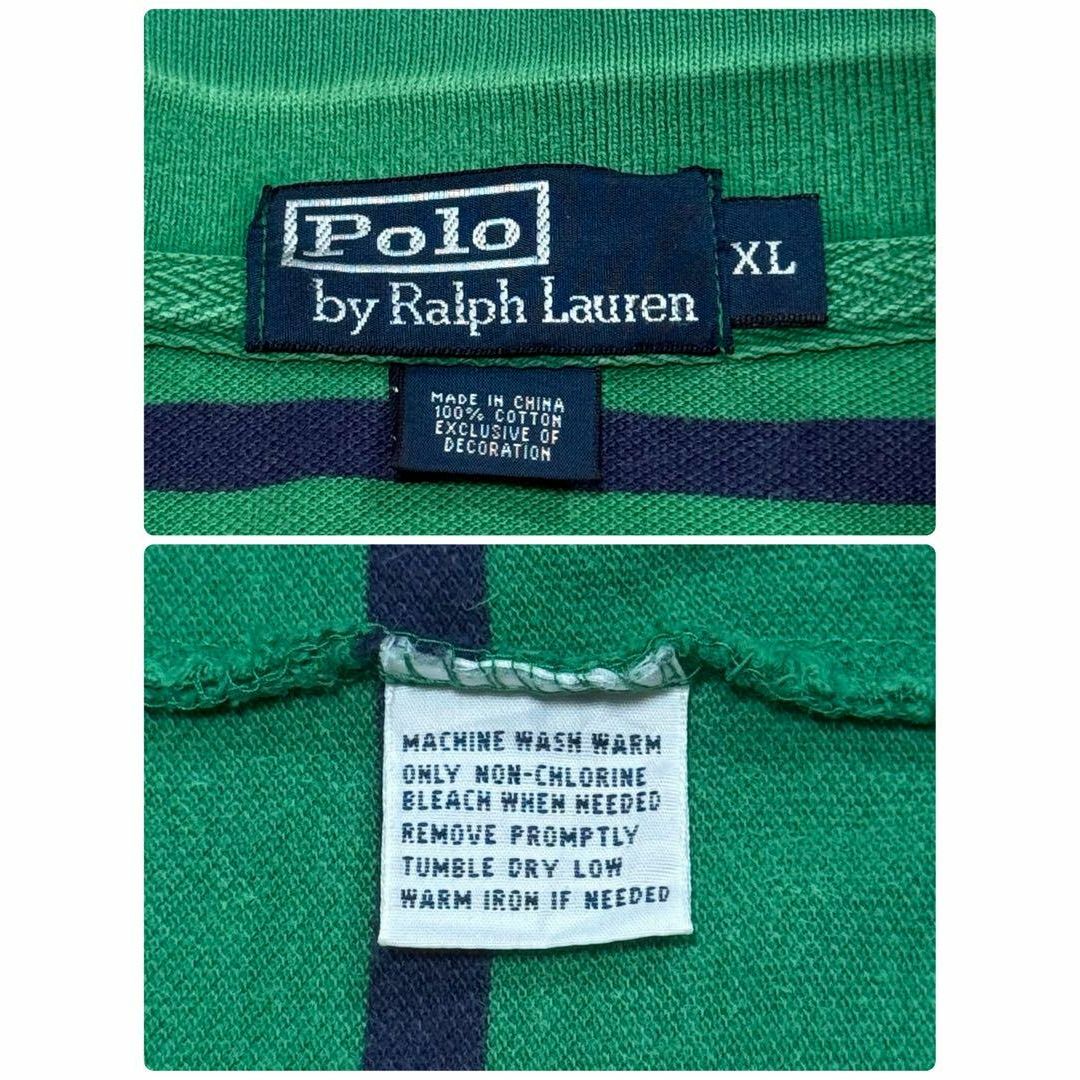 Polo
by Ralph Lauren
XL
MADE IN CHINA
100% COTTON
EXCLUSIVE OF
DECORATION
MACHINE WASH WARM
ONLY NON-CHLORINE
BLEACH WHEN NEEDED
REMOVE PROMPTLY
TUMBLE DRY LOW
WARM IRON IF NEEDED